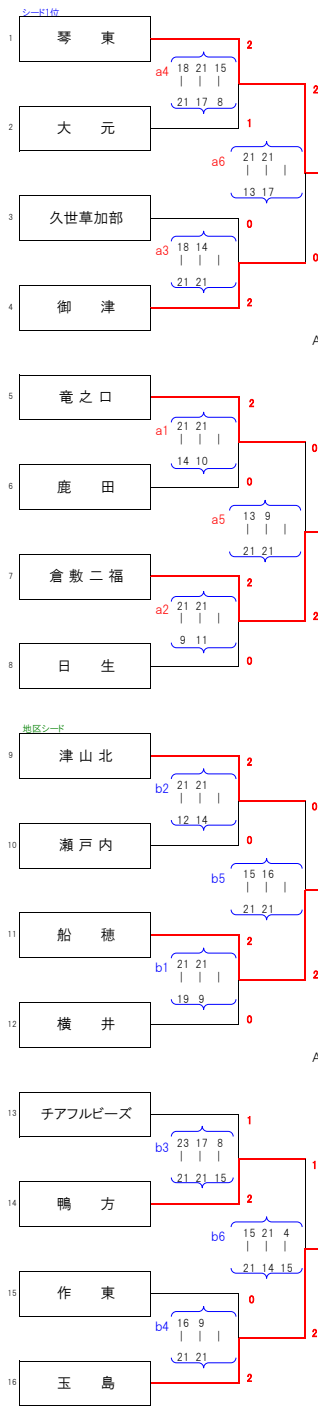 シード1位
1 琴 東
2
a4 18 21 15
| | |
21 17 8
2 大 元
1
2
a6 21 21
| | |
13 17
3 久世草加部
0
a3 18 14
| | |
21 21
4 御 津
2
0
A
5 竜之口
2
a1 21 21
| | |
14 10
0
6 鹿 田
0
a5 13 9
| | |
21 21
7 倉敷二福
2
a2 21 21
| | |
9 11
2
8 日 生
0
地区シード
9 津山北
2
b2 21 21
| | |
12 14
0
10 瀬戸内
0
b5 15 16
| | |
21 21
11 船 穂
2
b1 21 21
| | |
19 9
2
12 横 井
0
A
13 チアフルビーズ
1
b3 23 17 8
| | |
21 21 15
1
14 鴨 方
2
b6 15 21 4
| | |
21 14 15
15 作 東
0
b4 16 9
| | |
21 21
2
16 玉 島
2